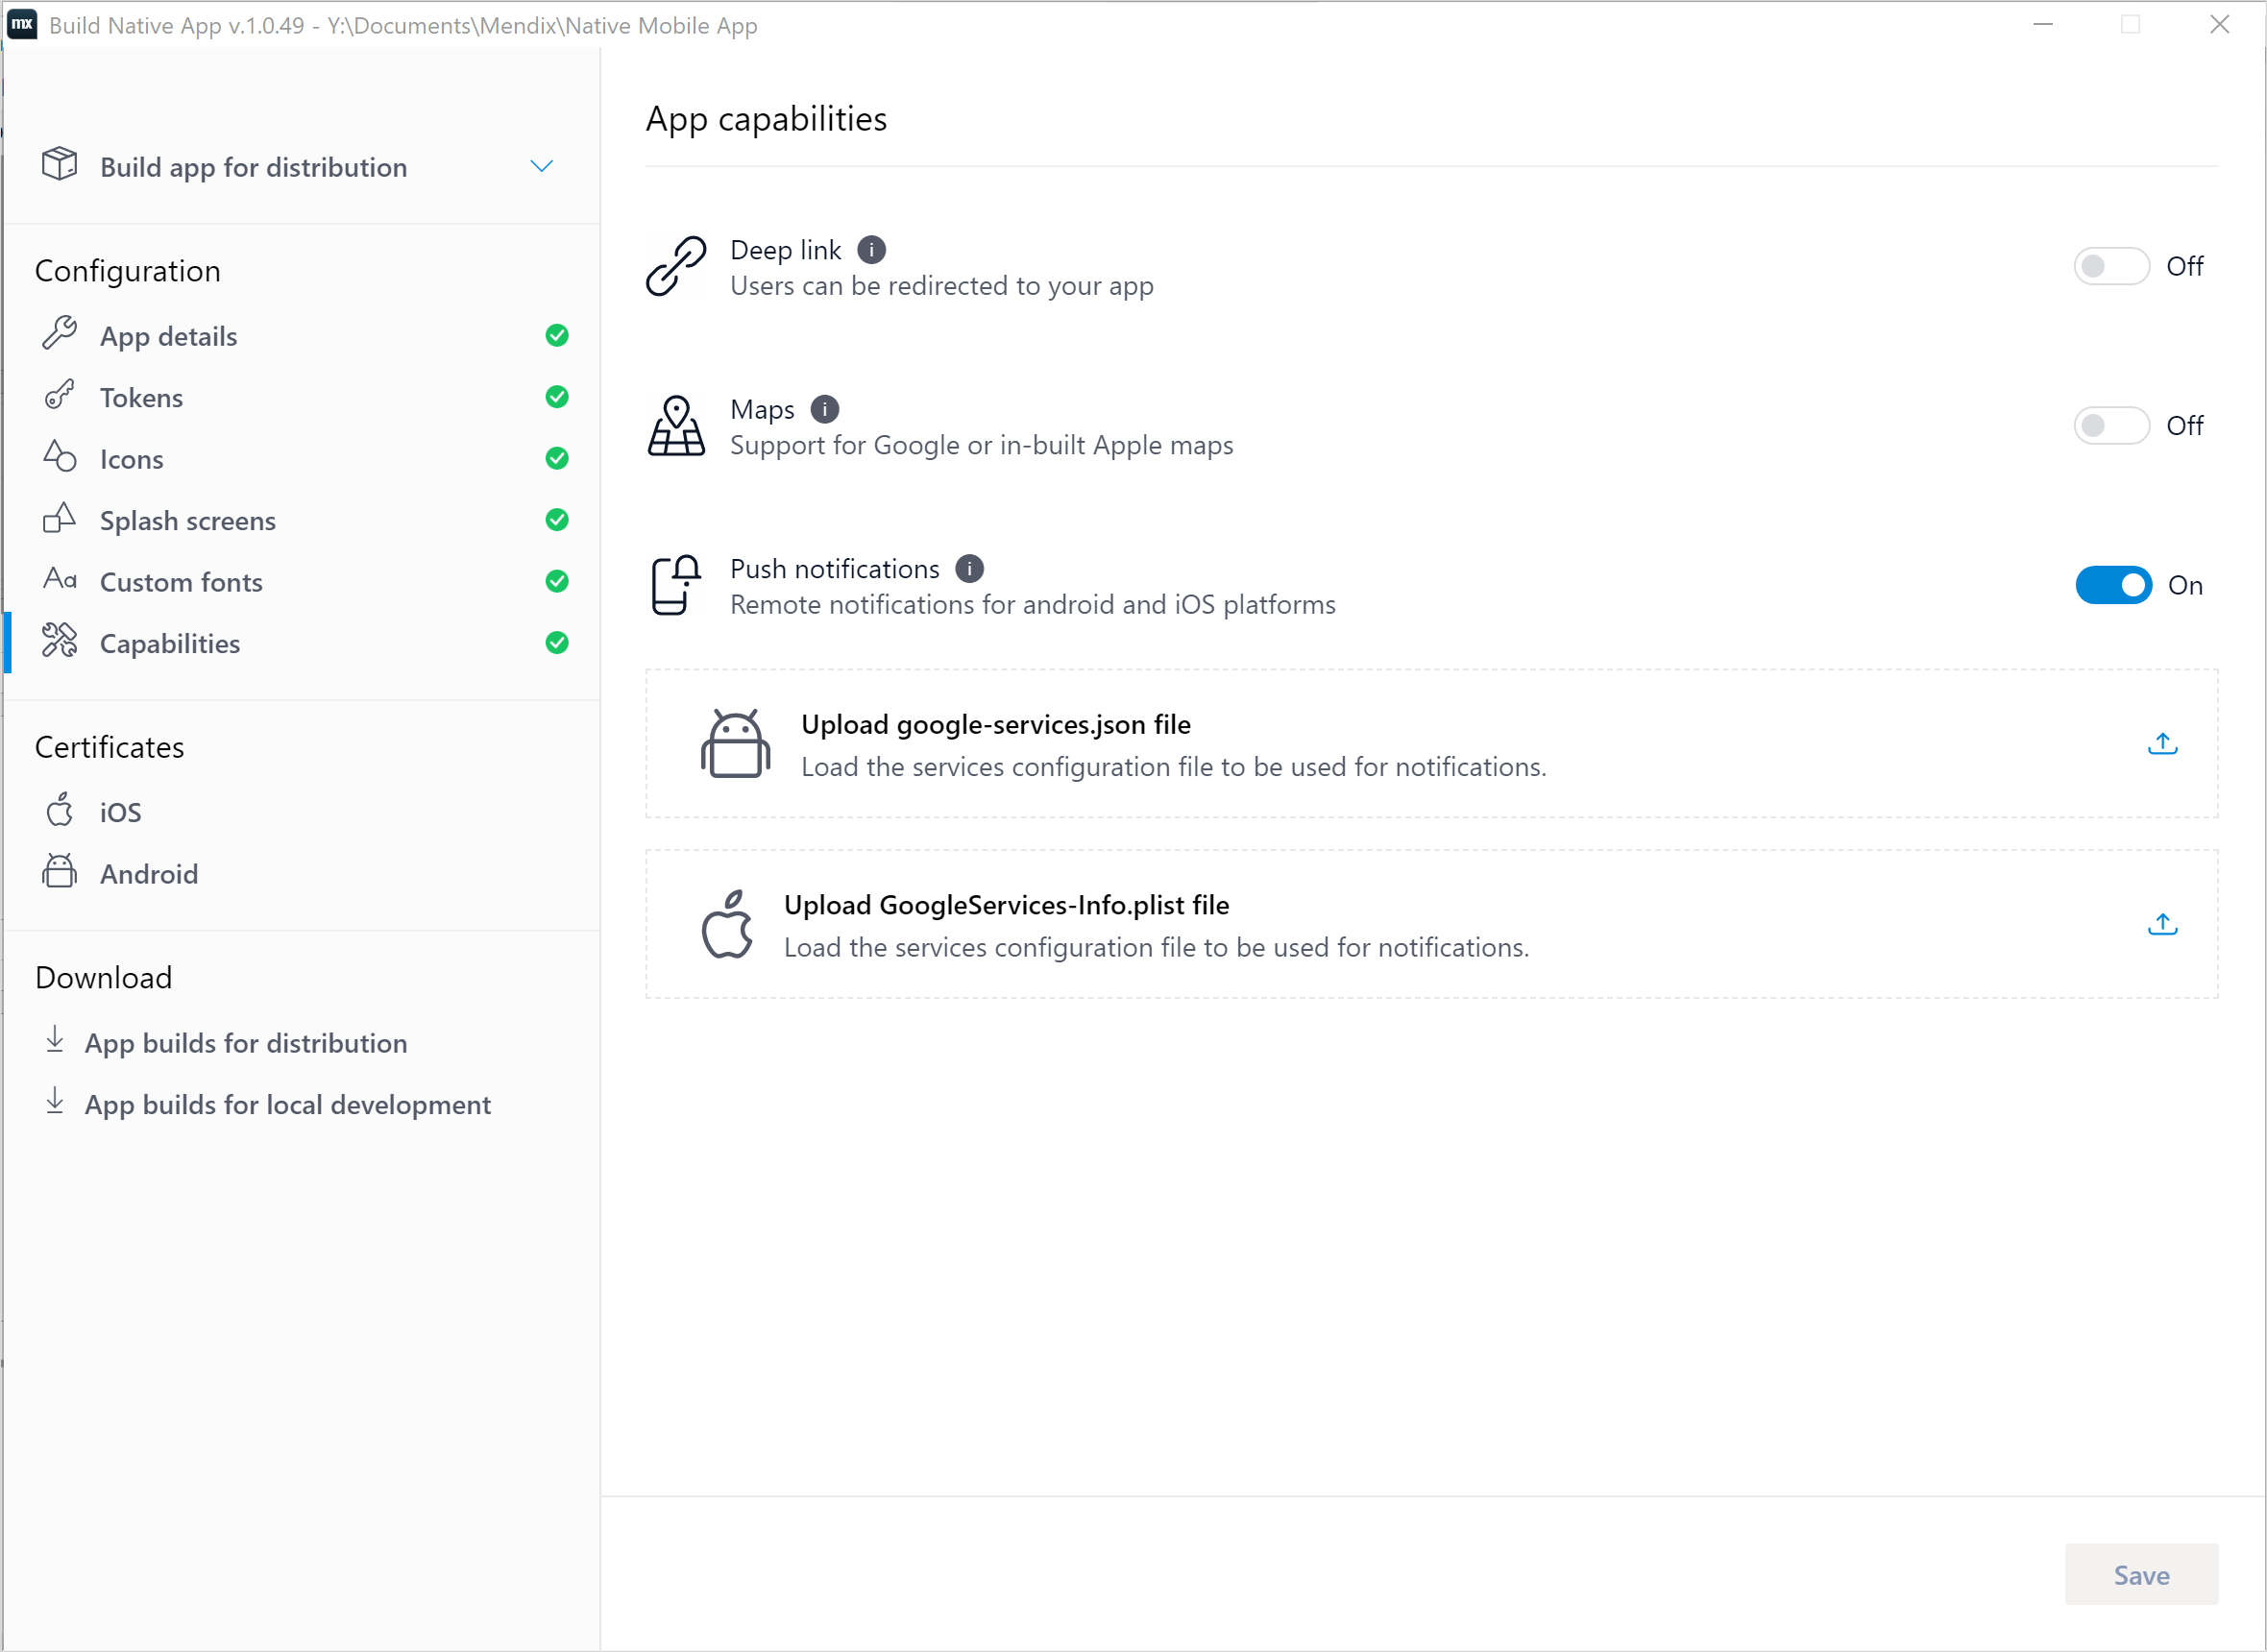 mx Build Native App v.1.0.49 - Y:\Documents\Mendix\Native Mobile App
Build app for distribution
Configuration
App details
Tokens
Icons
Splash screens
Aa Custom fonts
Capabilities
Certificates
iOS
Android
Download
App builds for distribution
App builds for local development
App capabilities
Deep link i
Users can be redirected to your app
Off
Maps i
Support for Google or in-built Apple maps
Off
Push notifications i
Remote notifications for android and iOS platforms
On
Upload google-services.json file
Load the services configuration file to be used for notifications.
Upload GoogleServices-Info.plist file
Load the services configuration file to be used for notifications.
Save